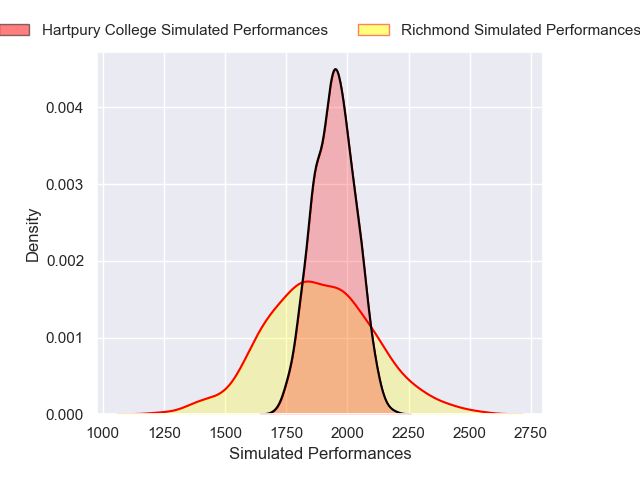 Hartpury College Simulated Performances Richmond Simulated Performances
0.004
0.003
0.002
0.001
0.000
Density
1000 1250 1500 1750 2000 2250 2500 2750
Simulated Performances